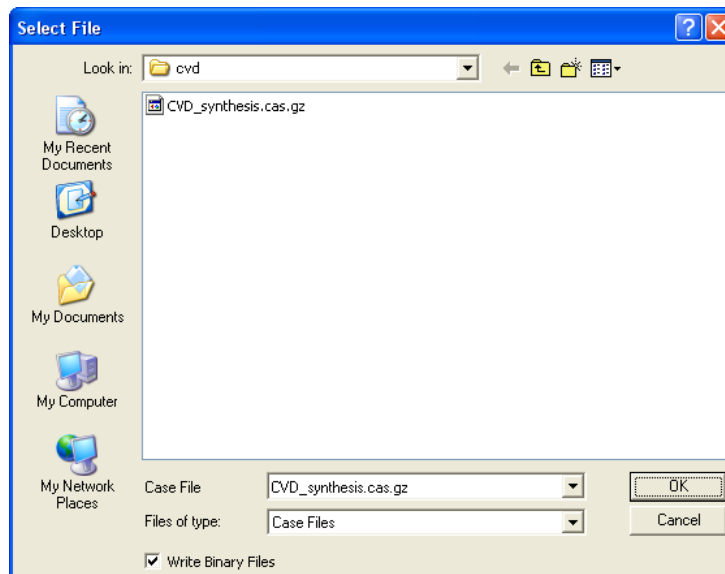 Select File
Look in: cvd
CVD_synthesis.cas.gz
My Recent
Documents
Desktop
My Documents
My Computer
My Network
Places
Case File CVD_synthesis.cas.gz OK
Files of type: Case Files Cancel
Write Binary Files